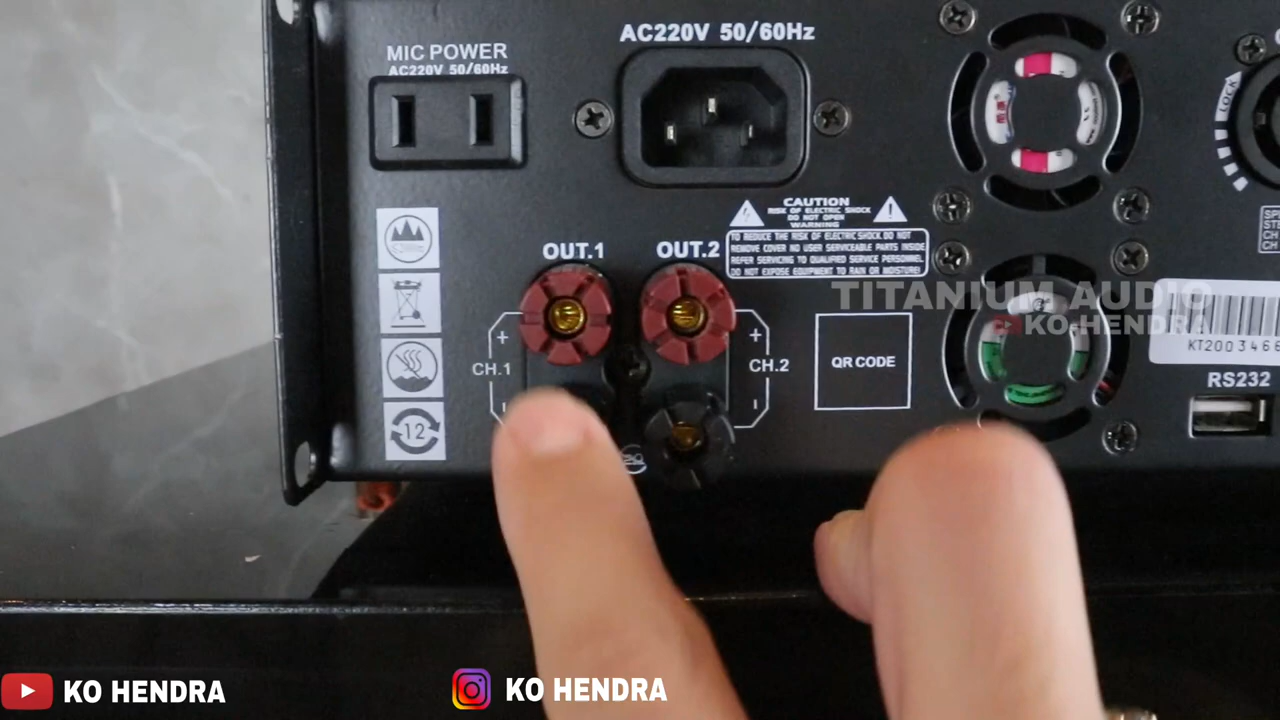 MIC POWER
AC220V 50/60Hz
AC220V 50/60Hz
LOCK
CAUTION
RISK OF ELECTRIC SHOCK
DO NOT OPEN
WARNING
TO REDUCE THE RISK OF ELECTRIC SHOCK DO NOT
REMOVE COVER NO USER SERVICEABLE PARTS INSIDE
REFER SERVICING TO QUALIFIED SERVICE PERSONNEL
DO NOT EXPOSE EQUIPMENT TO RAIN OR MOISTURE!
OUT.1
OUT.2
+
+
CH.1
CH.2
-
-
12
QR CODE
TITANIUM AUDIO
KO HENDRA
KT2003466
RS232
KO HENDRA
KO HENDRA